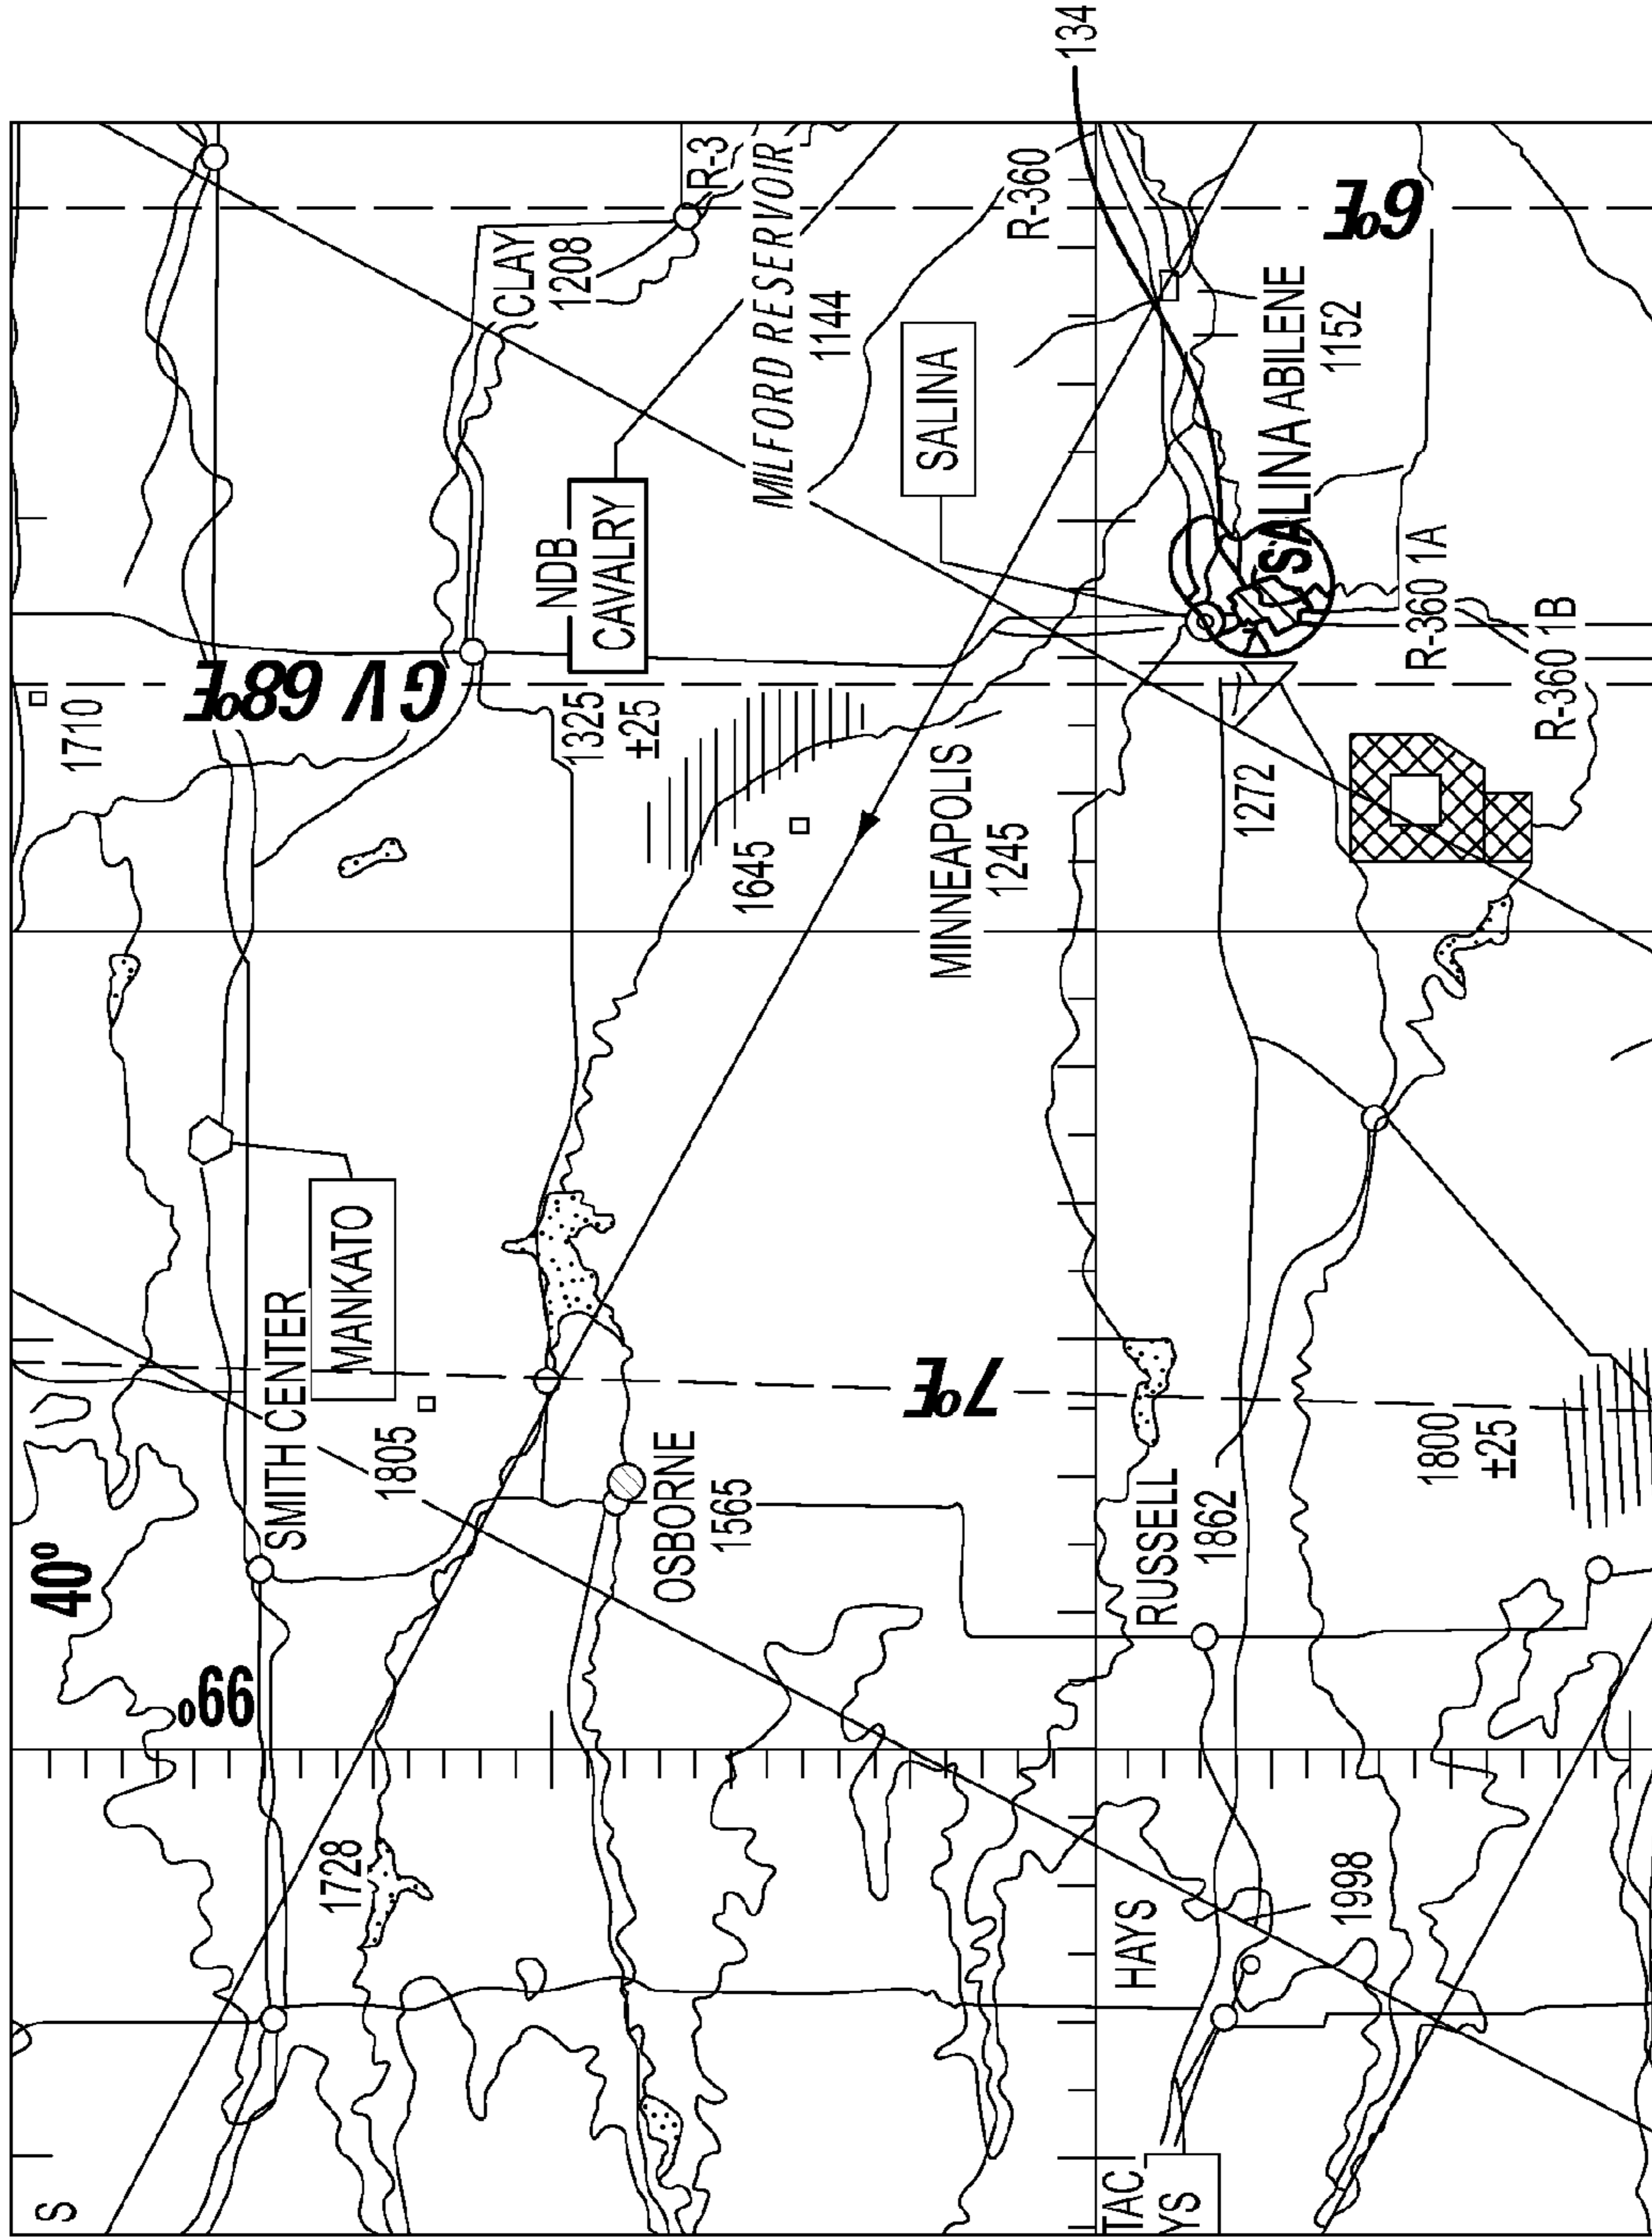 S
40°
99°
1728
SMITH CENTER
MANKATO
1805
OSBORNE
1565
GV 68°E
1710
CLAY
1208
R-3
NDB
CAVALRY
1325
±25
1645
MILFORD RESERVOIR
1144
SALINA
MINNEAPOLIS
1245
7°E
R-360
134
6°E
SALINA
ABILENE
1152
1272
R-360 1A
R-360 1B
RUSSELL
1862
1800
±25
HAYS
1998
TAC
YS